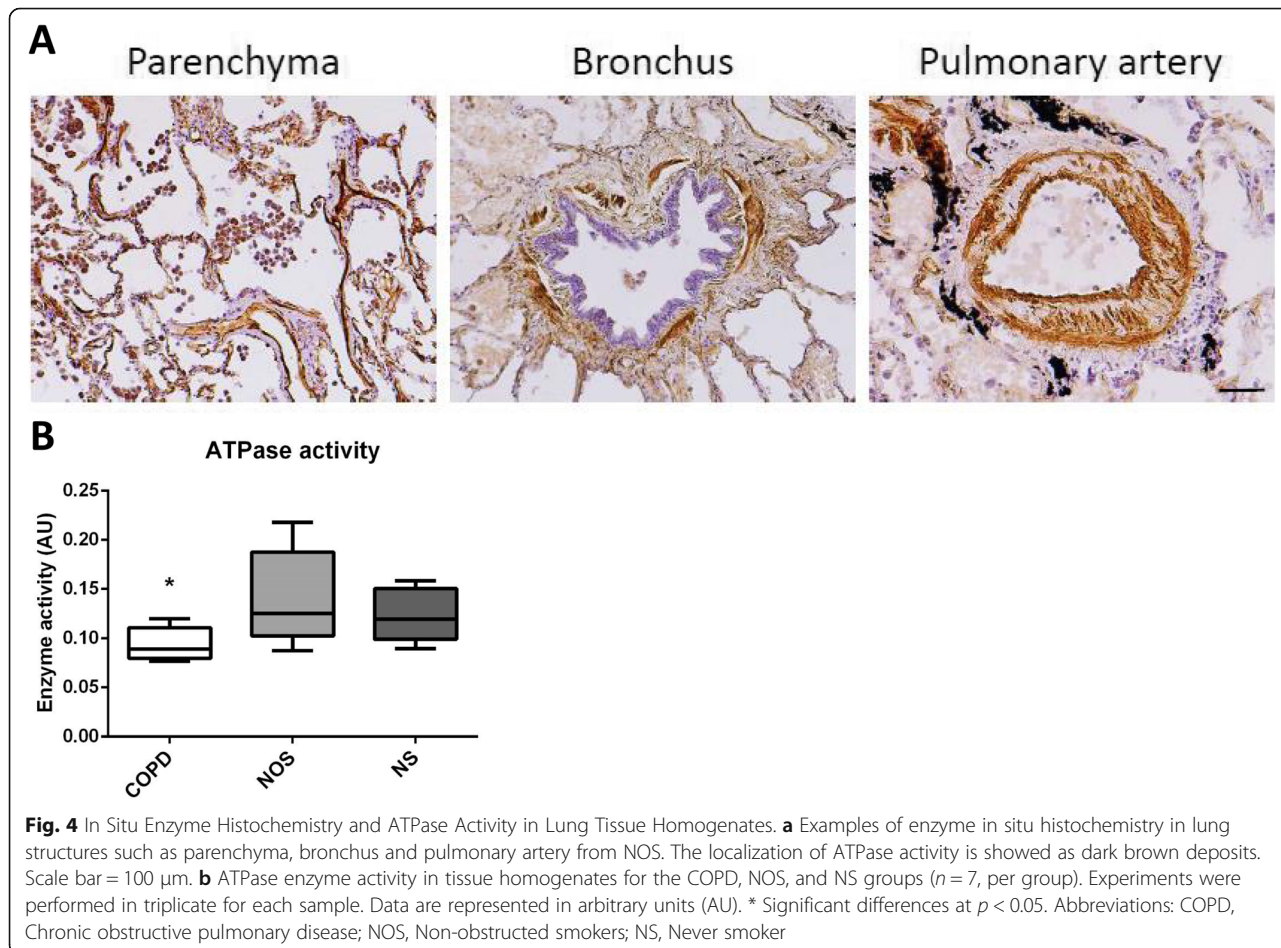 A
Parenchyma
Bronchus
Pulmonary artery
B
ATPase activity
Enzyme activity (AU)
0.25
0.20
0.15
0.10
0.05
0.00
*
COPD
NOS
NS
Fig. 4 In Situ Enzyme Histochemistry and ATPase Activity in Lung Tissue Homogenates. a Examples of enzyme in situ histochemistry in lung
structures such as parenchyma, bronchus and pulmonary artery from NOS. The localization of ATPase activity is showed as dark brown deposits.
Scale bar = 100 μm. b ATPase enzyme activity in tissue homogenates for the COPD, NOS, and NS groups (n = 7, per group). Experiments were
performed in triplicate for each sample. Data are represented in arbitrary units (AU). * Significant differences at p < 0.05. Abbreviations: COPD,
Chronic obstructive pulmonary disease; NOS, Non-obstructed smokers; NS, Never smoker